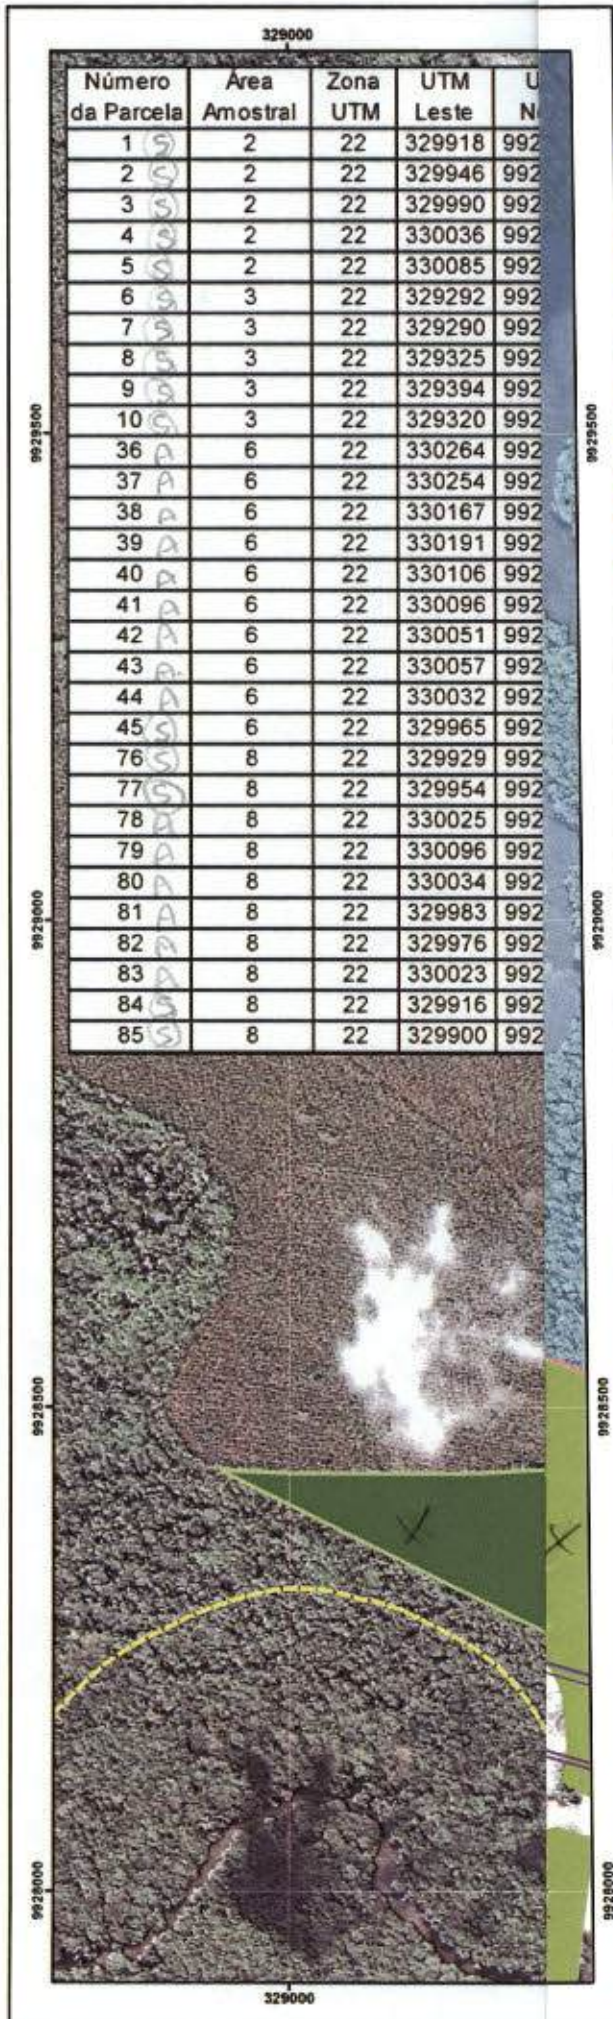 329000
Número da Parcela Área Amostral Zona UTM UTM Leste U N
1 S 2 22 329918 992
2 S 2 22 329946 992
3 S 2 22 329990 992
4 S 2 22 330036 992
5 S 2 22 330085 992
6 S 3 22 329292 992
7 S 3 22 329290 992
8 S 3 22 329325 992
9 S 3 22 329394 992
10 S 3 22 329320 992
36 A 6 22 330264 992
37 A 6 22 330254 992
38 A 6 22 330167 992
39 A 6 22 330191 992
40 A 6 22 330106 992
41 A 6 22 330096 992
42 A 6 22 330051 992
43 A 6 22 330057 992
44 A 6 22 330032 992
45 S 6 22 329965 992
76 S 8 22 329929 992
77 S 8 22 329954 992
78 A 8 22 330025 992
79 A 8 22 330096 992
80 A 8 22 330034 992
81 A 8 22 329983 992
82 A 8 22 329976 992
83 A 8 22 330023 992
84 S 8 22 329916 992
85 S 8 22 329900 992
9929500 9929500
9929000 9929000
9928500 9928500
X X
9928000 9928000
329000